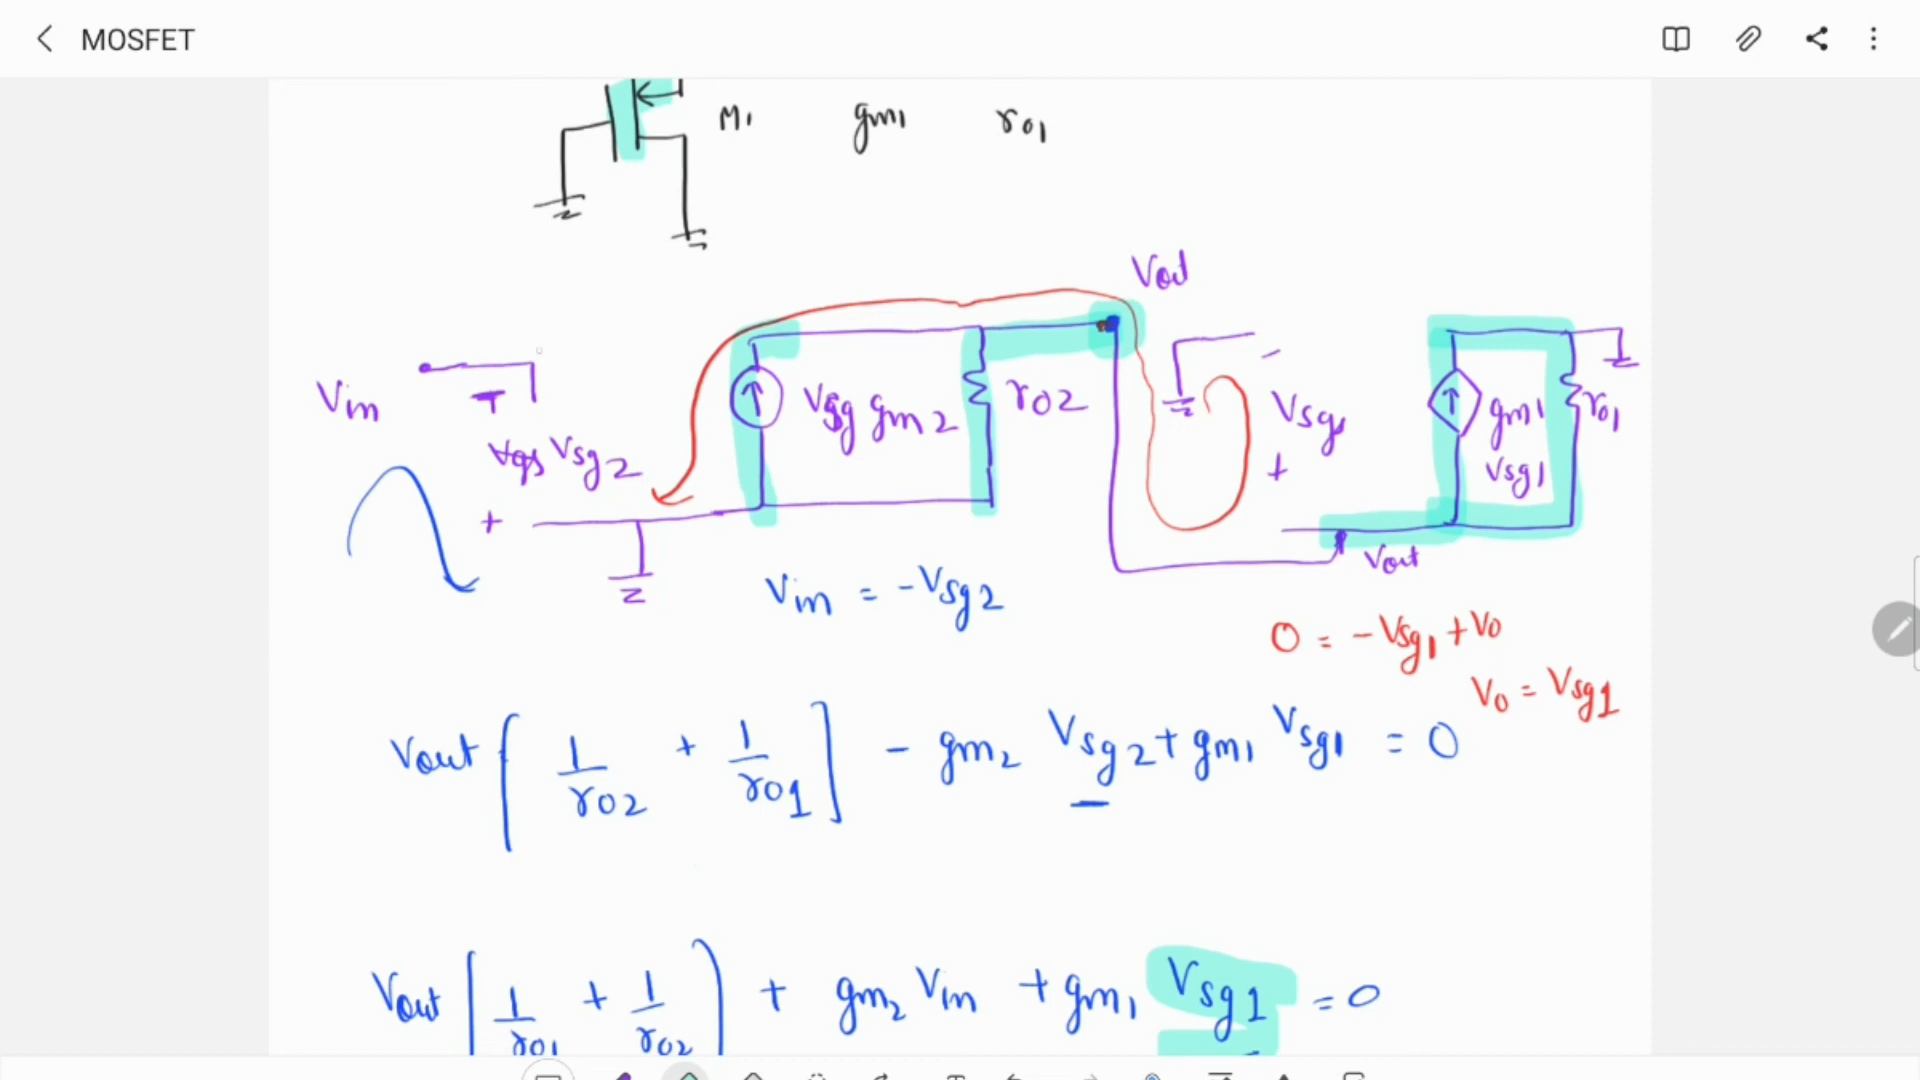 MOSFET
M1 gm1 ro1
Vout
Vin Vsg gm2 ro2 Vsg1 gm1 ro1
Vgs Vsg2 Vsg1
+ +
Vout
Vin = -Vsg2
0 = -Vsg1 + Vo
Vo = Vsg1
Vout [ 1/ro2 + 1/ro1 ] - gm2 Vsg2 + gm1 Vsg1 = 0
Vout [ 1/ro1 + 1/ro2 ) + gm2 Vin + gm1 Vsg1 = 0